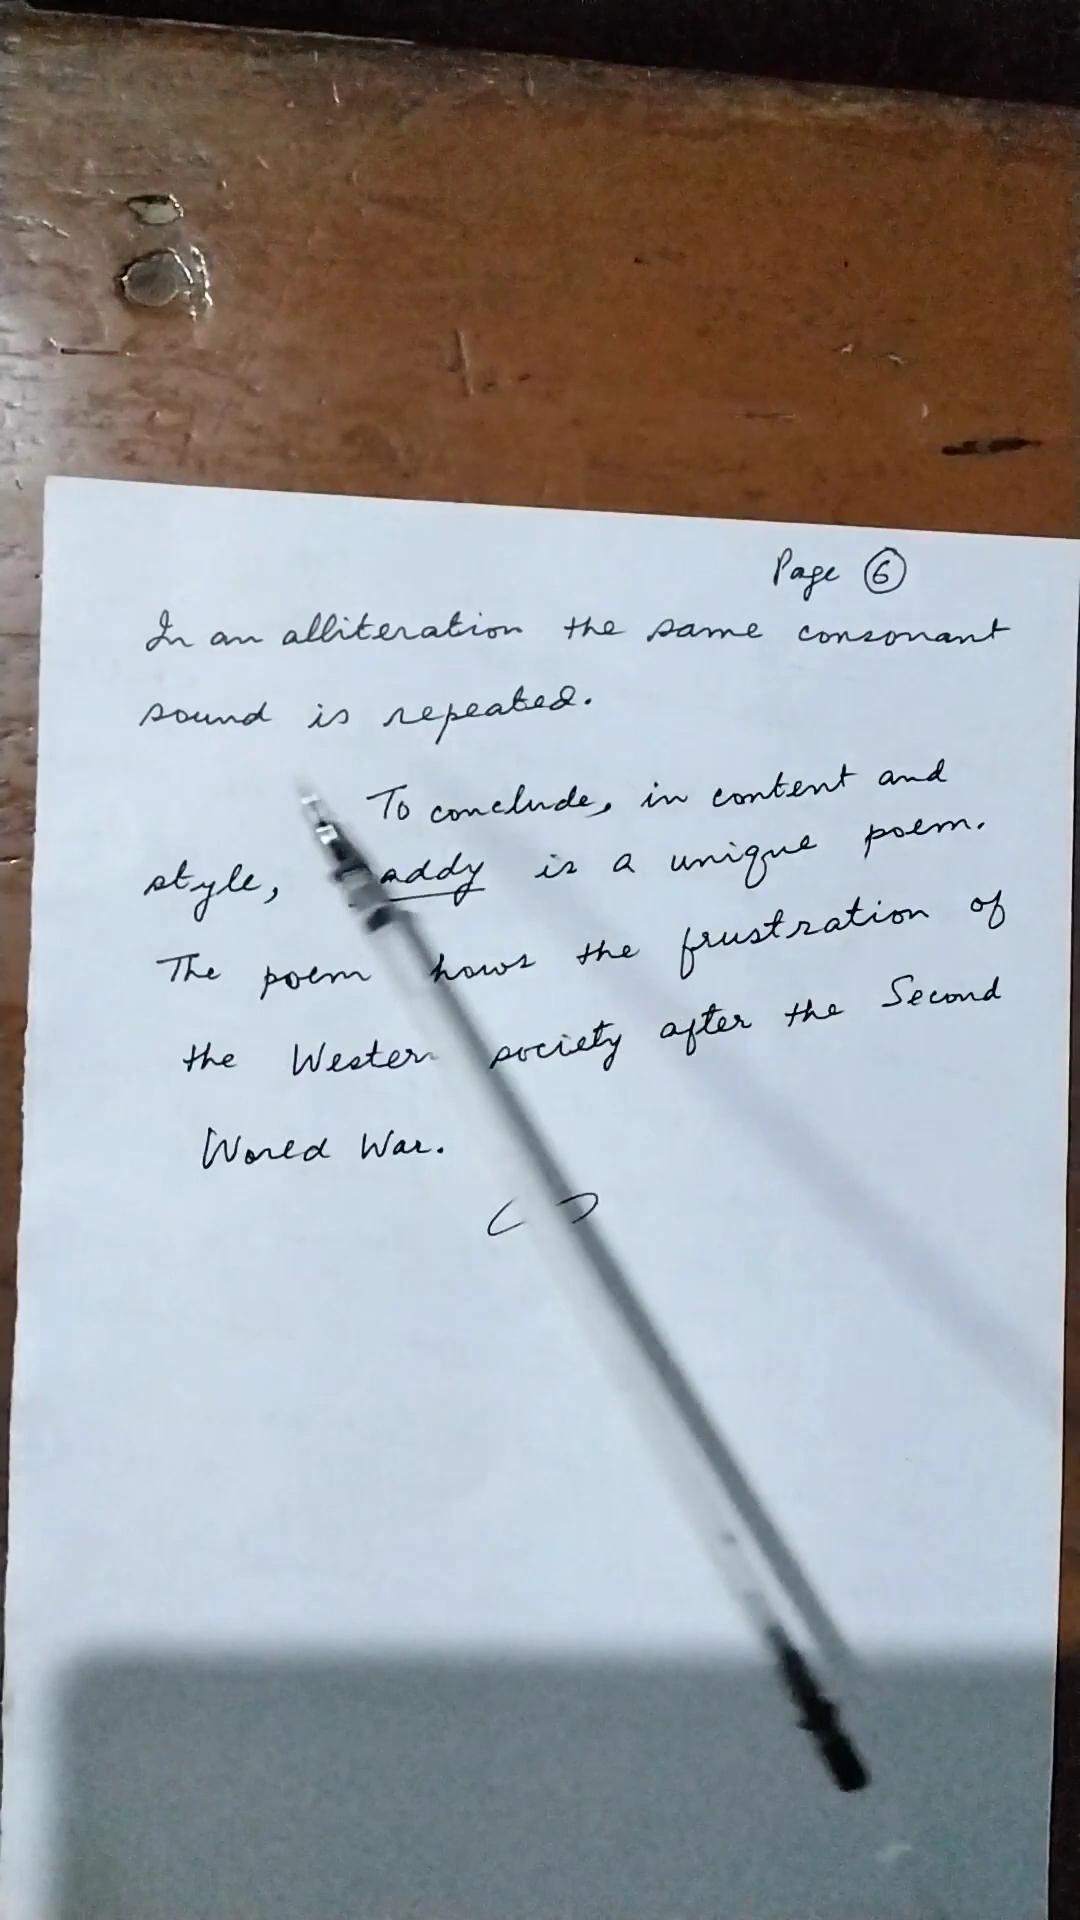 Page 6
In an alliteration the same consonant
sound is repeated.
To conclude, in content and
style, addy is a unique poem.
The poem hows the frustration of
the Western society after the Second
World War.